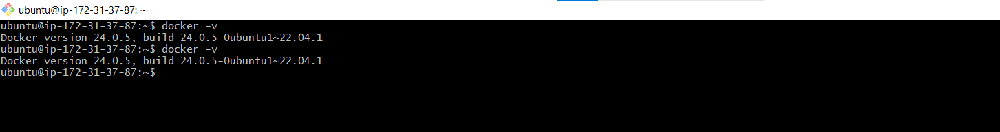 ubuntu@ip-172-31-37-87: ~
ubuntu@ip-172-31-37-87:~$ docker -v
Docker version 24.0.5, build 24.0.5-0ubuntu1~22.04.1
ubuntu@ip-172-31-37-87:~$ docker -v
Docker version 24.0.5, build 24.0.5-0ubuntu1~22.04.1
ubuntu@ip-172-31-37-87:~$